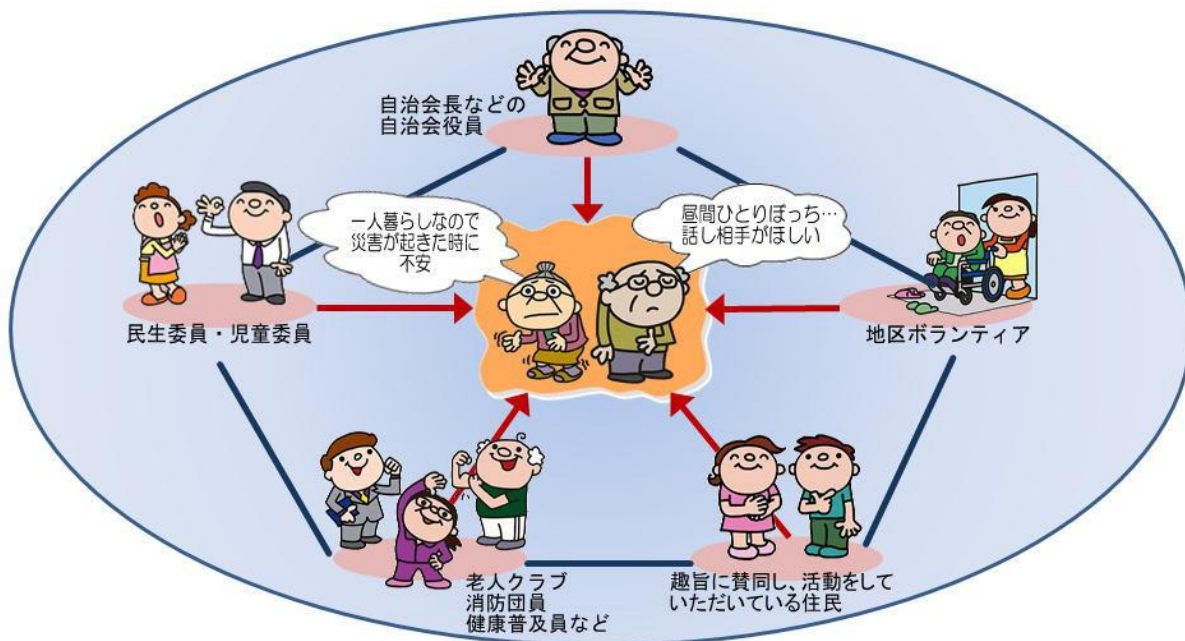 自治会長などの
自治会役員
一人暮らしなので
災害が起きた時に
不安
昼間ひとりぼっち…
話し相手がほしい
民生委員・児童委員
地区ボランティア
老人クラブ
消防団員
健康普及員など
趣旨に賛同し、活動をして
いただいている住民